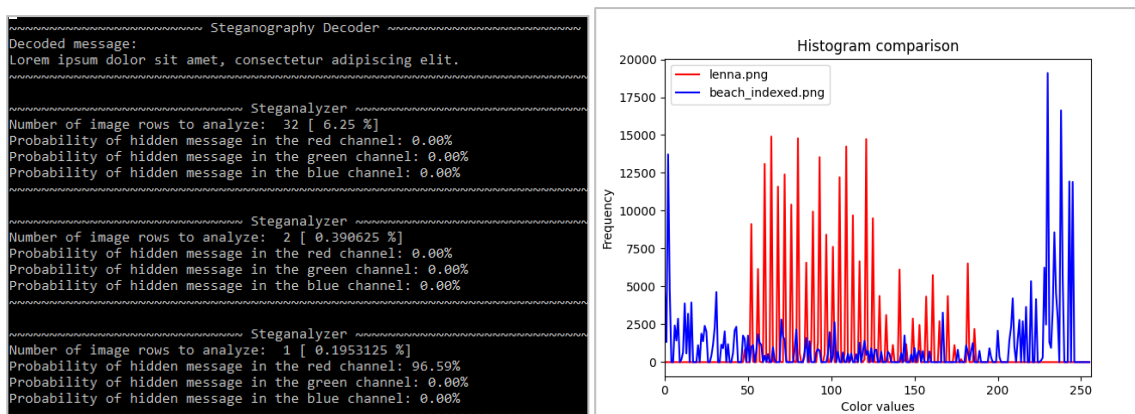 ~~~~~~~~~~~~~~~~~~~~~~~~ Steganography Decoder ~~~~~~~~~~~~~~~~~~~~~~~~
Decoded message:
Lorem ipsum dolor sit amet, consectetur adipiscing elit.
~~~~~~~~~~~~~~~~~~~~~~~~~~~~~~~~~~~~~~~~~~~~~~~~~~~~~~~~~~~~~~~~~~~~~~~~
~~~~~~~~~~~~~~~~~~~~~~~~~~~~~ Steganalyzer ~~~~~~~~~~~~~~~~~~~~~~~~~~~~~
Number of image rows to analyze:  32 [ 6.25 %]
Probability of hidden message in the red channel: 0.00%
Probability of hidden message in the green channel: 0.00%
Probability of hidden message in the blue channel: 0.00%
~~~~~~~~~~~~~~~~~~~~~~~~~~~~~~~~~~~~~~~~~~~~~~~~~~~~~~~~~~~~~~~~~~~~~~~~
~~~~~~~~~~~~~~~~~~~~~~~~~~~~~ Steganalyzer ~~~~~~~~~~~~~~~~~~~~~~~~~~~~~
Number of image rows to analyze:  2 [ 0.390625 %]
Probability of hidden message in the red channel: 0.00%
Probability of hidden message in the green channel: 0.00%
Probability of hidden message in the blue channel: 0.00%
~~~~~~~~~~~~~~~~~~~~~~~~~~~~~~~~~~~~~~~~~~~~~~~~~~~~~~~~~~~~~~~~~~~~~~~~
~~~~~~~~~~~~~~~~~~~~~~~~~~~~~ Steganalyzer ~~~~~~~~~~~~~~~~~~~~~~~~~~~~~
Number of image rows to analyze:  1 [ 0.1953125 %]
Probability of hidden message in the red channel: 96.59%
Probability of hidden message in the green channel: 0.00%
Probability of hidden message in the blue channel: 0.00%
Histogram comparison
lenna.png
beach_indexed.png
20000
17500
15000
12500
10000
7500
5000
2500
0
Frequency
0 50 100 150 200 250
Color values